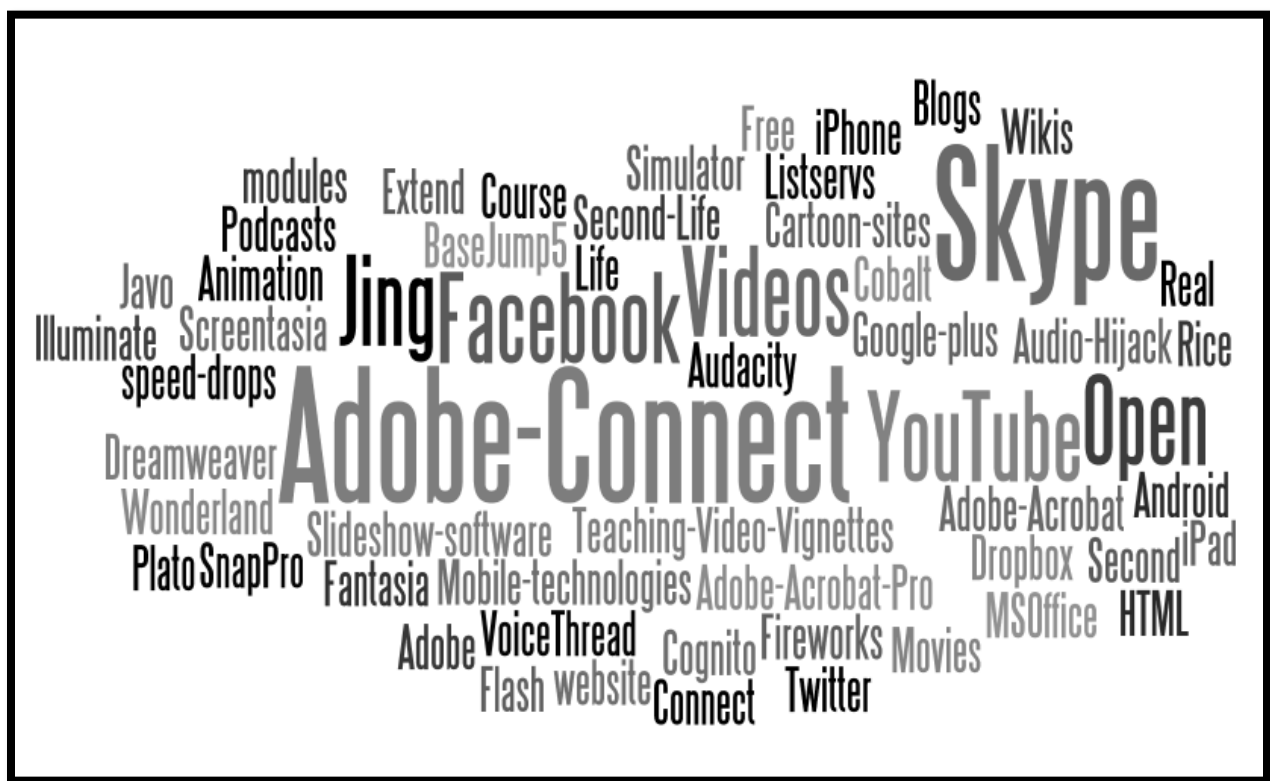 Blogs
Free iPhone Wikis
Simulator Listservs Skype
modules Extend Course Second-Life Cartoon-sites
Podcasts BaseJump5 Life Videos Cobalt
Javo Animation Jing Facebook Real
Illuminate Screentasia Google-plus Audio-Hijack Rice
speed-drops Audacity
Adobe-Connect YouTube Open
Dreamweaver
Wonderland Adobe-Acrobat Android
Slideshow-software Teaching-Video-Vignettes
Plato SnapPro Dropbox Second iPad
Fantasia Mobile-technologies Adobe-Acrobat-Pro
MSOffice HTML
Adobe VoiceThread Cognito Fireworks Movies
Flash website Connect Twitter